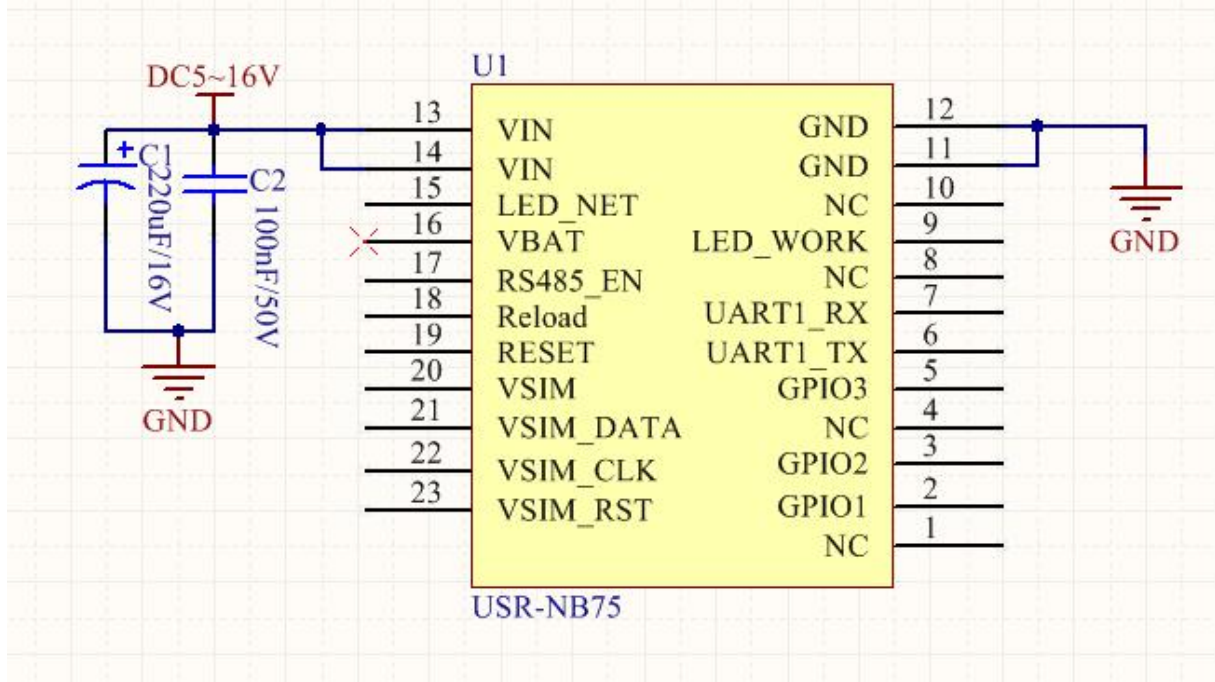 U1
DC5~16V
C1
220uF/16V
C2
100nF/50V
GND
13 VIN
14 VIN
15 LED_NET
16 VBAT
17 RS485_EN
18 Reload
19 RESET
20 VSIM
21 VSIM_DATA
22 VSIM_CLK
23 VSIM_RST
GND 12
GND 11
NC 10
LED_WORK 9
NC 8
UART1_RX 7
UART1_TX 6
GPIO3 5
NC 4
GPIO2 3
GPIO1 2
NC 1
GND
USR-NB75